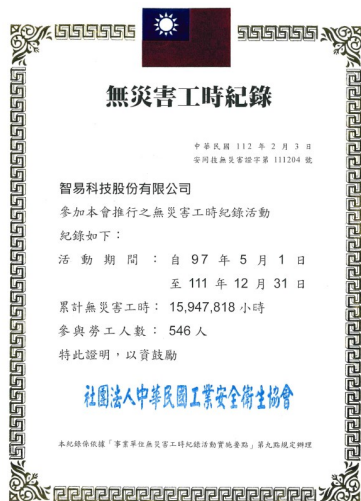 無災害工時紀錄
中華民國 112 年 2 月 3 日
安同技無災害證字第 111204 號
智易科技股份有限公司
參加本會推行之無災害工時紀錄活動
紀錄如下：
活動期間：自 97 年 5 月 1 日
至 111 年 12 月 31 日
累計無災害工時： 15,947,818 小時
參與勞工人數： 546 人
特此證明，以資鼓勵
社團法人中華民國工業安全衛生協會
本紀錄係依據「事業單位無災害工時紀錄活動實施要點」第九點規定辦理